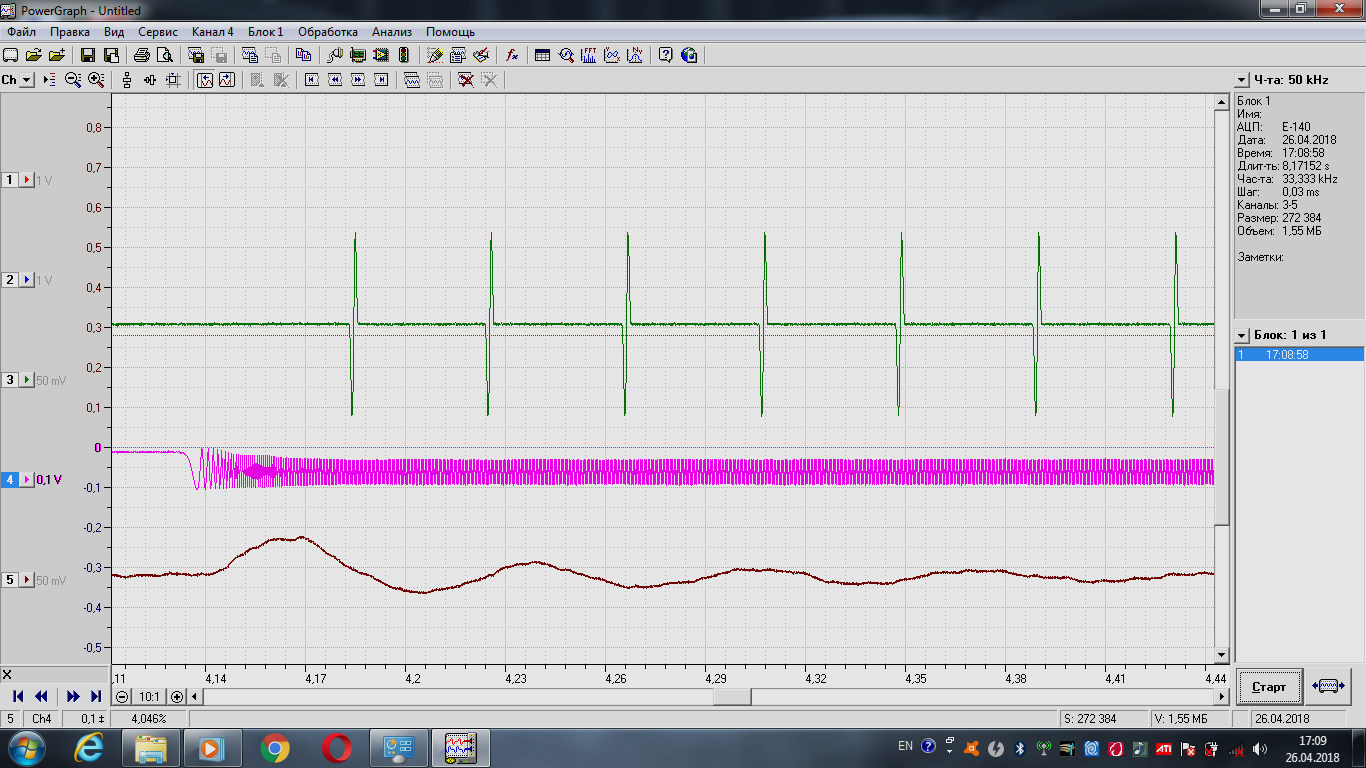 PowerGraph - Untitled
Файл Правка Вид Сервис Канал 4 Блок 1 Обработка Анализ Помощь
Ch
Ч-та: 50 kHz
Блок 1
Имя:
АЦП: E-140
Дата: 26.04.2018
Время: 17:08:58
Длит-ть: 8,17152 s
Час-та: 33,333 kHz
Шаг: 0,03 ms
Каналы: 3-5
Размер: 272 384
Объем: 1,55 МБ
Заметки:
Блок: 1 из 1
1 17:08:58
0,8
0,7
1 1 V
0,6
0,5
2 1 V
0,4
0,3
0,2
3 50 mV
0,1
0
4 0,1 V
-0,1
-0,2
-0,3
5 50 mV
-0,4
-0,5
X
,11 4,14 4,17 4,2 4,23 4,26 4,29 4,32 4,35 4,38 4,41 4,44
10:1
Старт
5 Ch4 0,1 ± 4,046% S: 272 384 V: 1,55 МБ 26.04.2018
EN
ATI
17:09
26.04.2018